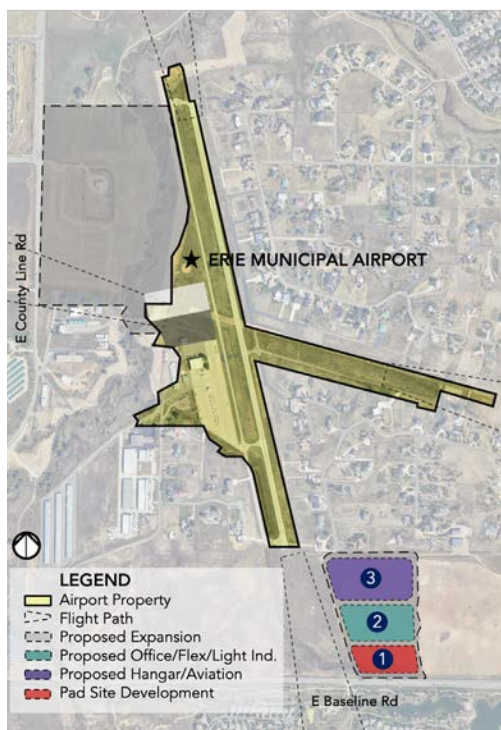 ERIE MUNICIPAL AIRPORT
E County Line Rd
3
2
1
LEGEND
Airport Property
Flight Path
Proposed Expansion
Proposed Office/Flex/Light Ind.
Proposed Hangar/Aviation
Pad Site Development
E Baseline Rd